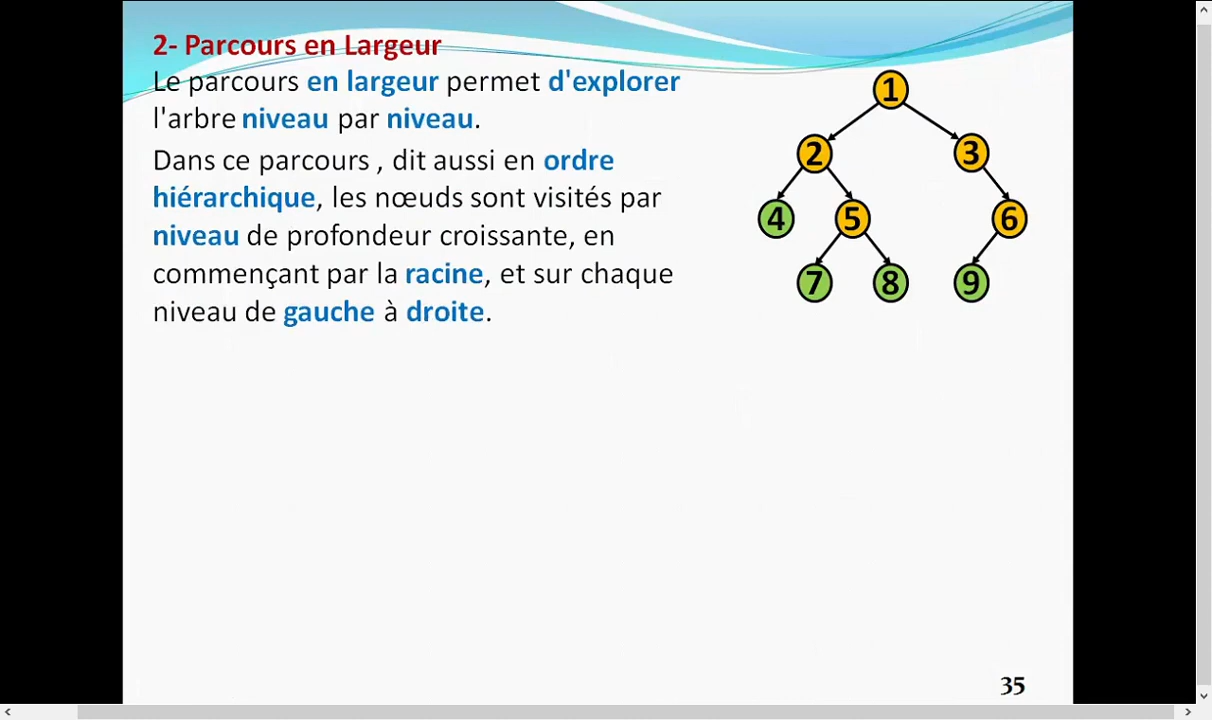 2- Parcours en Largeur
Le parcours en largeur permet d'explorer
l'arbre niveau par niveau.
Dans ce parcours , dit aussi en ordre
hiérarchique, les nœuds sont visités par
niveau de profondeur croissante, en
commençant par la racine, et sur chaque
niveau de gauche à droite.
1
2 3
4 5 6
7 8 9
35